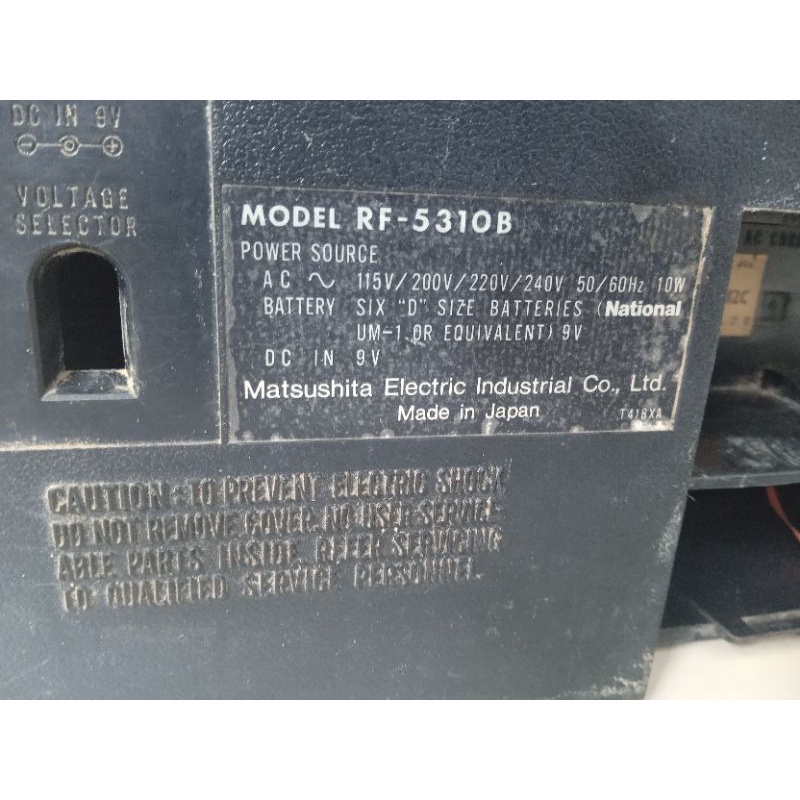 DC IN 9V
VOLTAGE
SELECTOR
MODEL RF-5310B
POWER SOURCE
AC ~ 115V/200V/220V/240V 50/60Hz 10W
BATTERY SIX "D" SIZE BATTERIES (National
UM-1 OR EQUIVALENT) 9V
DC IN 9V
Matsushita Electric Industrial Co., Ltd.
Made in Japan
T418XA
CAUTION : TO PREVENT ELECTRIC SHOCK
DO NOT REMOVE COVER. NO USER SERVICE
ABLE PARTS INSIDE. REFER SERVICING
TO QUALIFIED SERVICE PERSONNEL.
AC